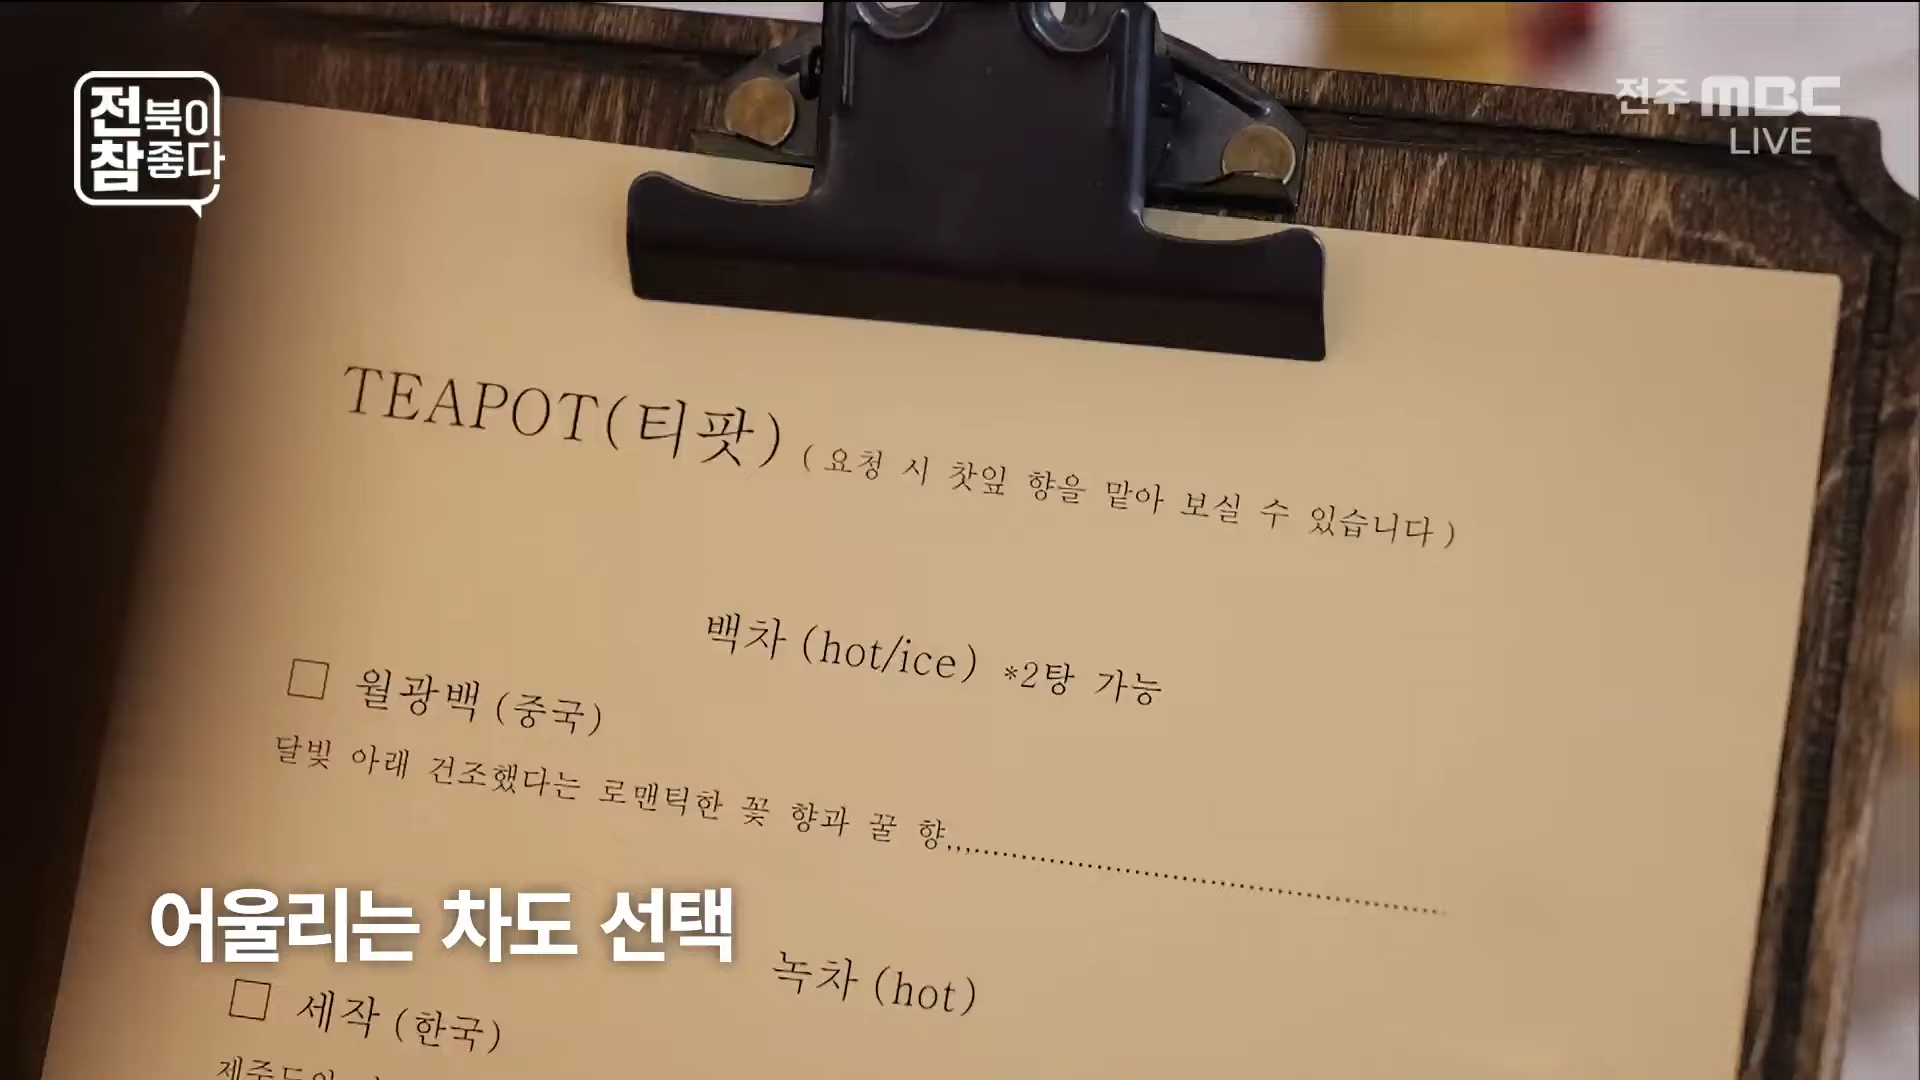 전북이
참좋다
전주 MBC
LIVE
TEAPOT(티팟) (요청 시 찻잎 향을 맡아 보실 수 있습니다)
백차 (hot/ice) *2탕 가능
□ 월광백 (중국)
달빛 아래 건조했다는 로맨틱한 꽃 향과 꿀 향
어울리는 차도 선택
녹차 (hot)
□ 세작 (한국)